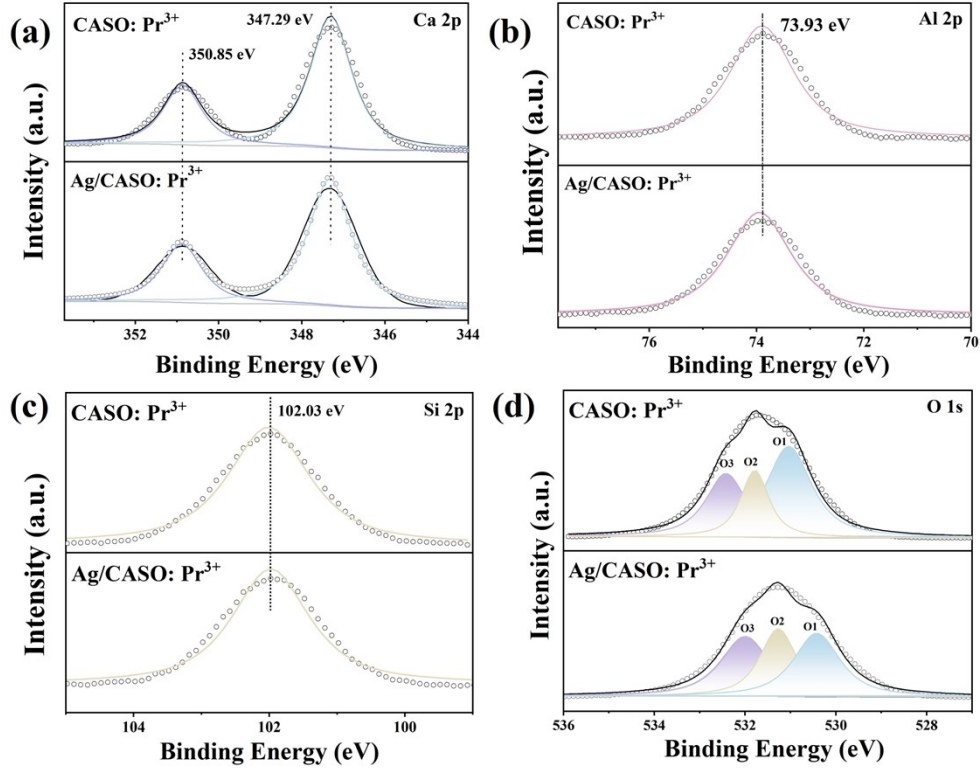 (a)
CASO: Pr³⁺
347.29 eV
Ca 2p
350.85 eV
Ag/CASO: Pr³⁺
Intensity (a.u.)
352
350
348
346
344
Binding Energy (eV)
(b)
CASO: Pr³⁺
73.93 eV
Al 2p
Ag/CASO: Pr³⁺
Intensity (a.u.)
76
74
72
70
Binding Energy (eV)
(c)
CASO: Pr³⁺
102.03 eV
Si 2p
Ag/CASO: Pr³⁺
Intensity (a.u.)
104
102
100
Binding Energy (eV)
(d)
CASO: Pr³⁺
O 1s
O3
O2
O1
Ag/CASO: Pr³⁺
O3
O2
O1
Intensity (a.u.)
536
534
532
530
528
Binding Energy (eV)